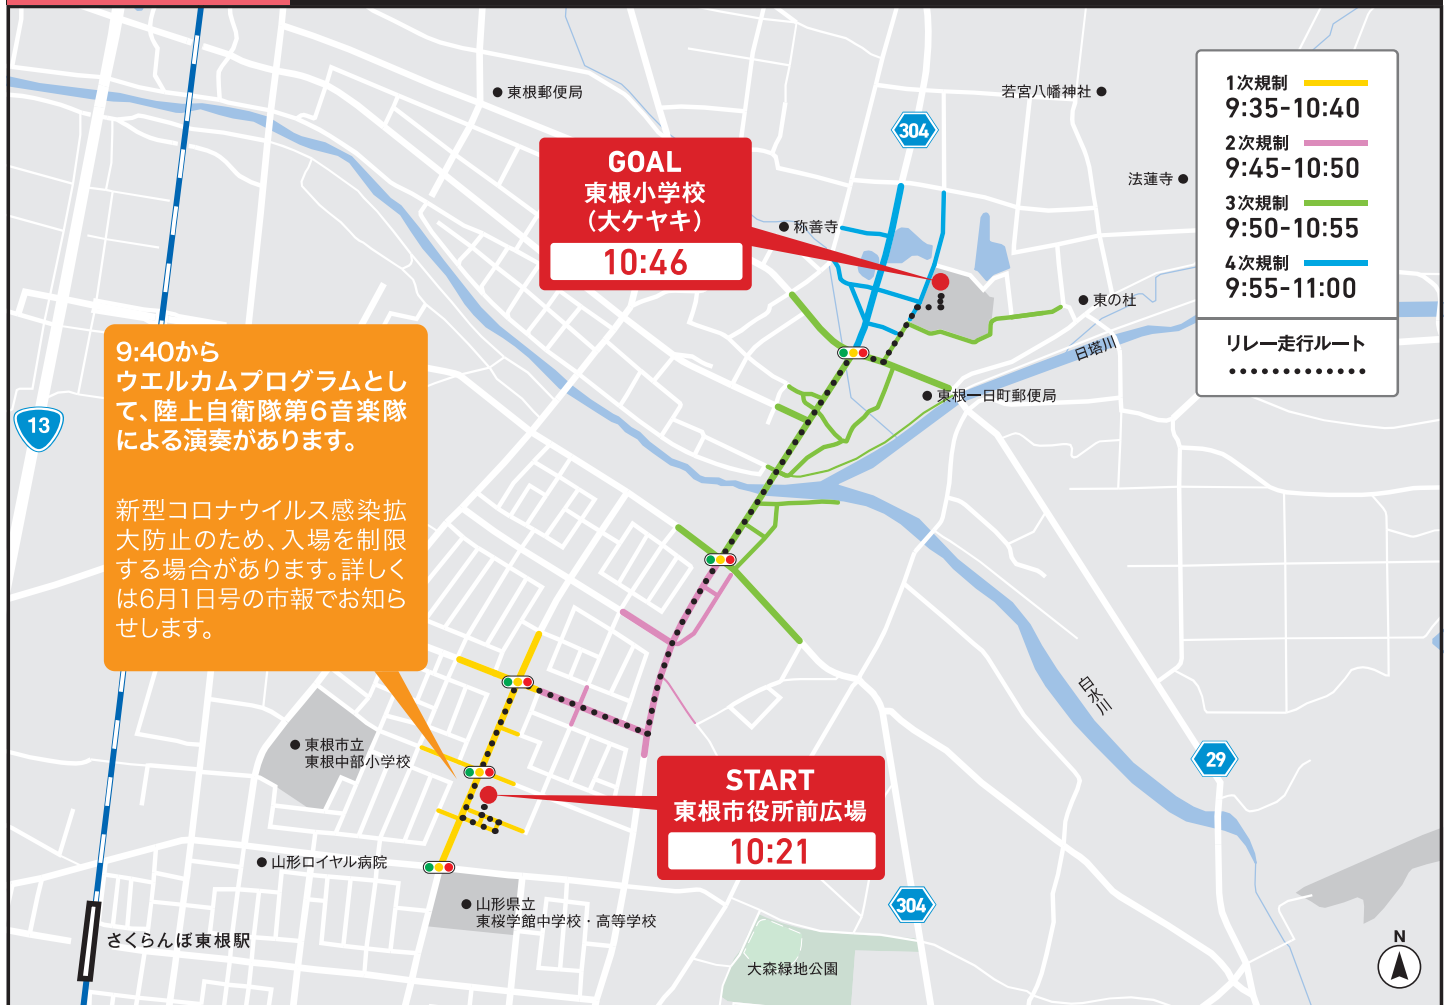 東根郵便局
若宮八幡神社
304
法蓮寺
称善寺
GOAL
東根小学校
(大ケヤキ)
10:46
1次規制
9:35-10:40
2次規制
9:45-10:50
3次規制
9:50-10:55
4次規制
9:55-11:00
リレー走行ルート
東の杜
日塔川
東根一日町郵便局
13
9:40から
ウエルカムプログラムとし
て、陸上自衛隊第6音楽隊
による演奏があります。
新型コロナウイルス感染拡
大防止のため、入場を制限
する場合があります。詳しく
は6月1日号の市報でお知ら
せします。
白水川
29
東根市立
東根中部小学校
START
東根市役所前広場
10:21
山形ロイヤル病院
山形県立
東桜学館中学校・高等学校
304
さくらんぼ東根駅
大森緑地公園
N